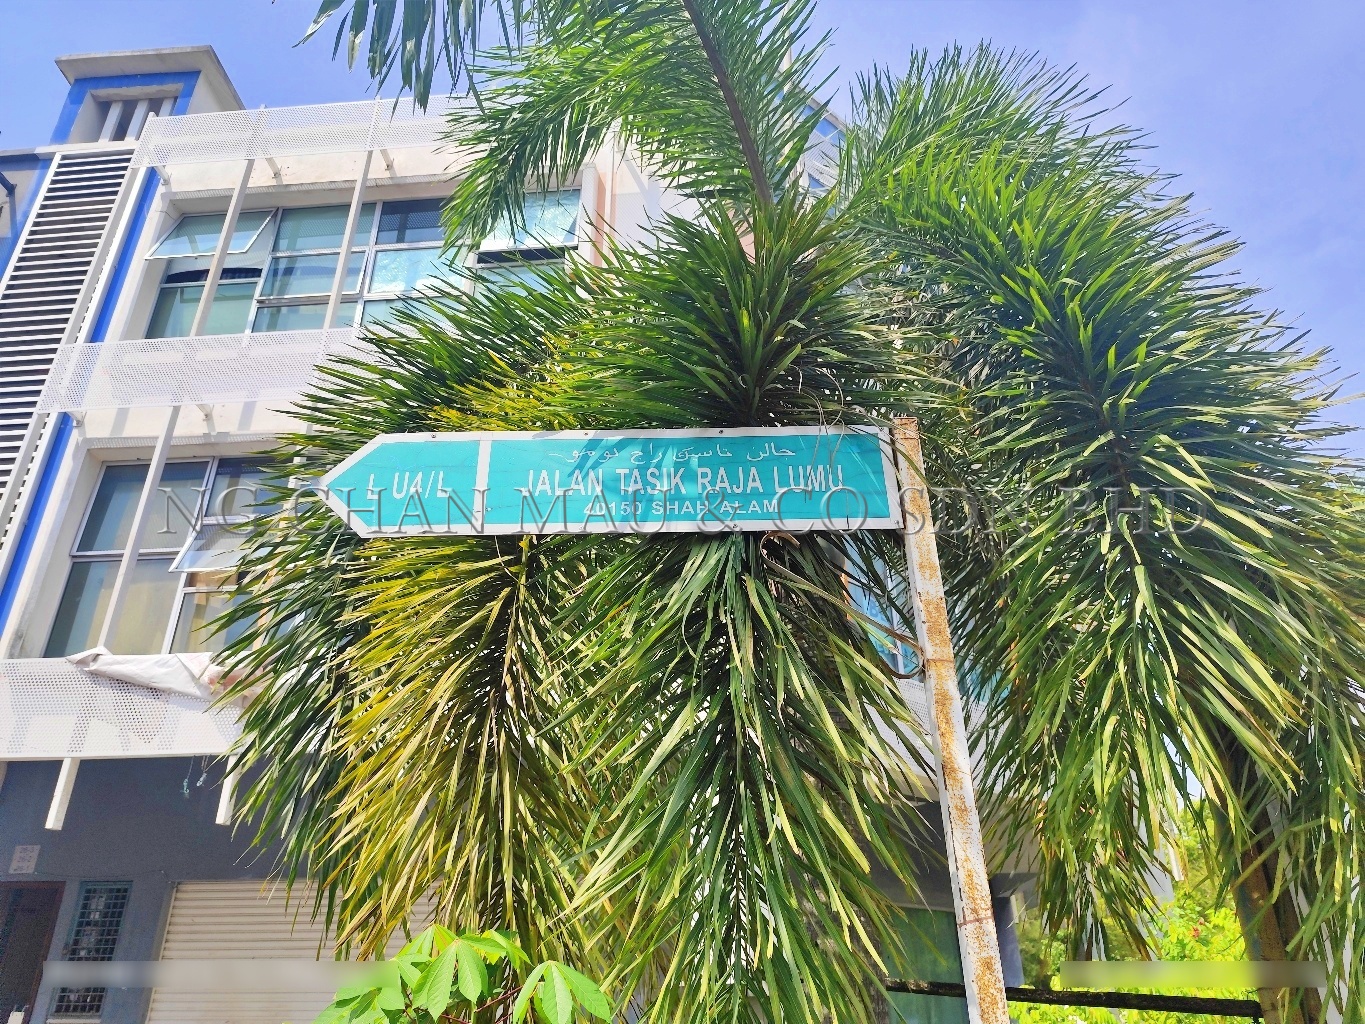 جالن تاسيق راج لومو
L U4/L
JALAN TASIK RAJA LUMU
40150 SHAH ALAM
NG CHAN MAU & CO SDN BHD